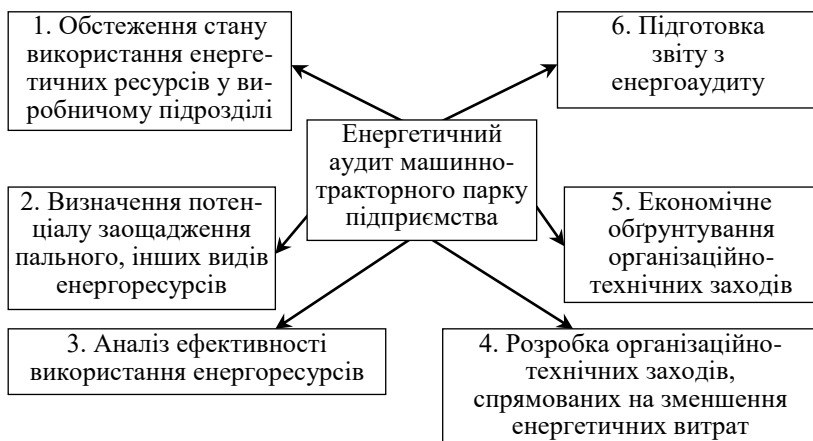 1. Обстеження стану
використання енерге-
тичних ресурсів у ви-
робничому підрозділі
6. Підготовка
звіту з
енергоаудиту
Енергетичний
аудит машинно-
тракторного парку
підприємства
2. Визначення потен-
ціалу заощадження
пального, інших видів
енергоресурсів
5. Економічне
обґрунтування
організаційно-
технічних заходів
3. Аналіз ефективності
використання енергоресурсів
4. Розробка організаційно-
технічних заходів,
спрямованих на зменшення
енергетичних витрат